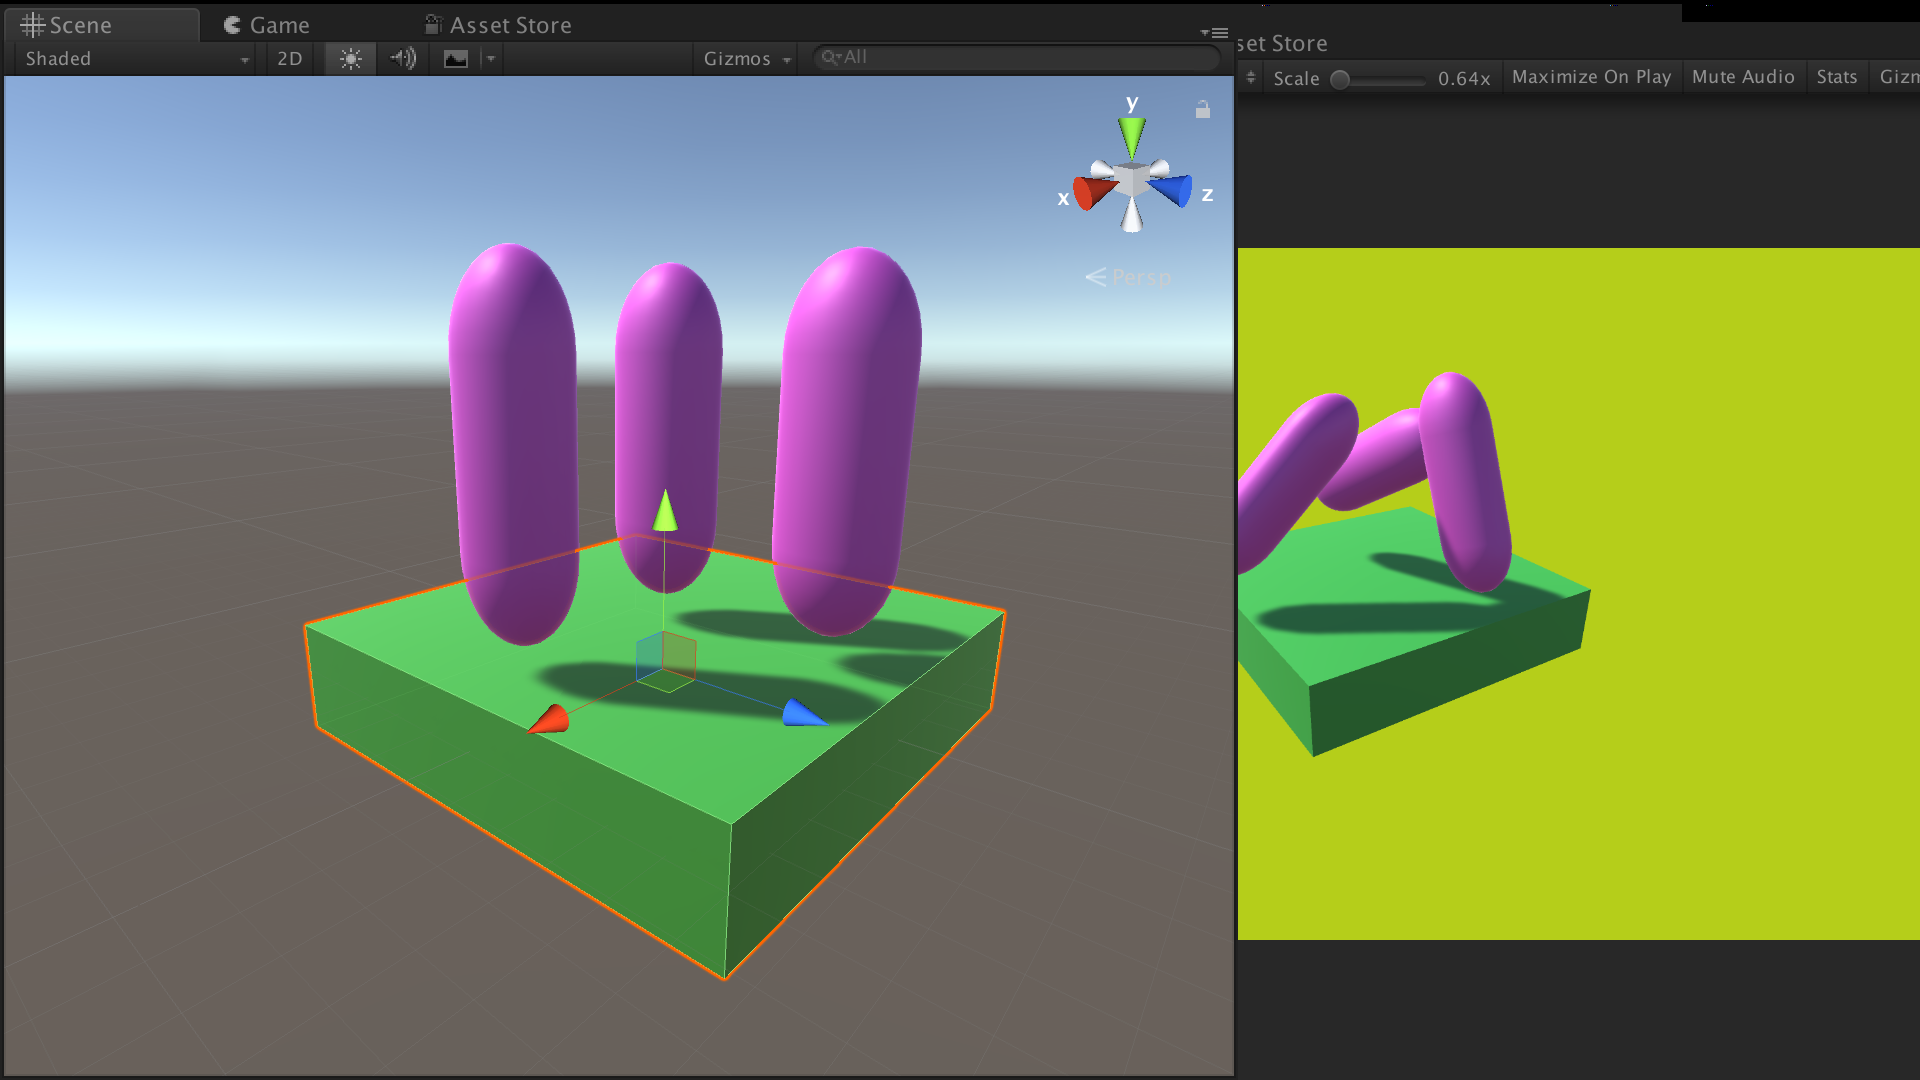 Scene Game Asset Store
Shaded 2D Gizmos All
y
x z
Persp
set Store
Scale 0.64x Maximize On Play Mute Audio Stats Gizm